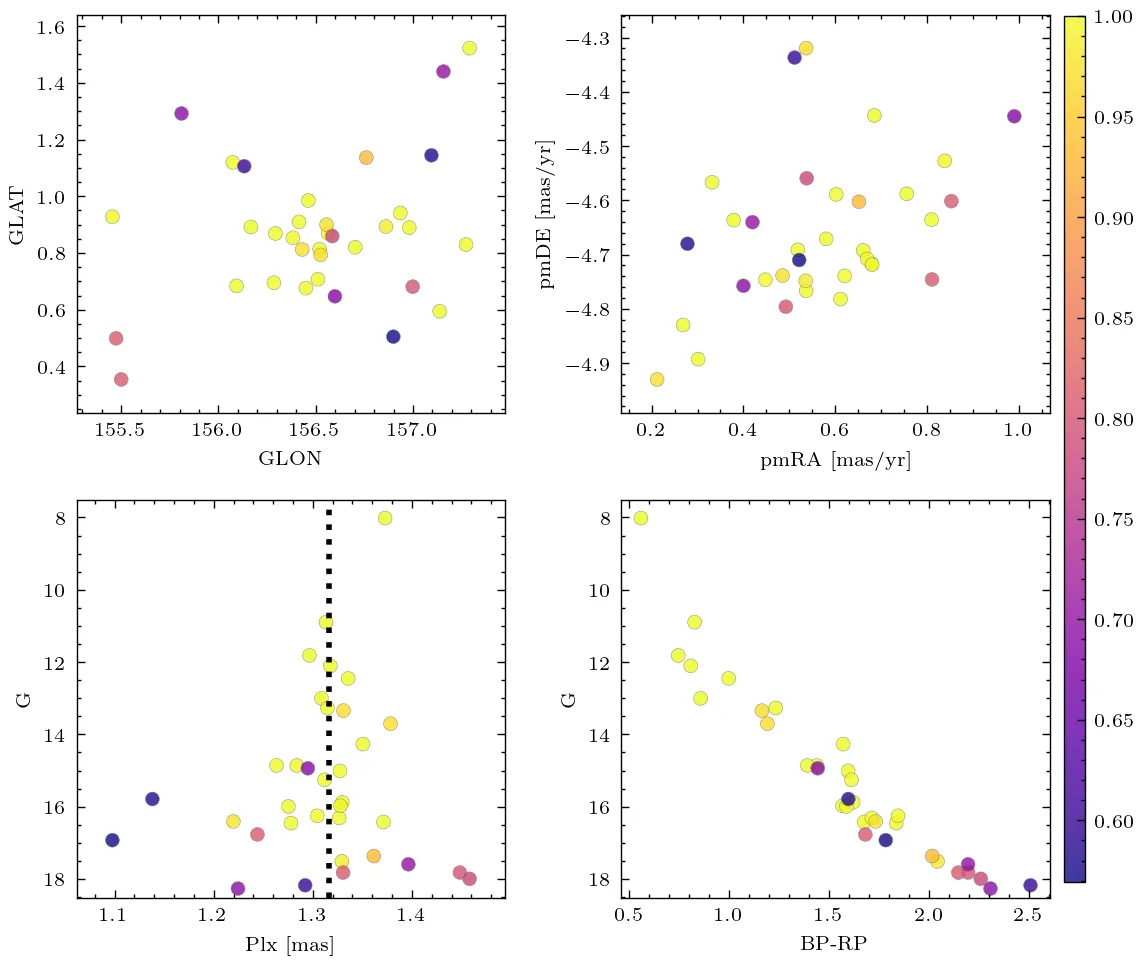 1.6
1.4
1.2
1.0
0.8
0.6
0.4
GLAT
155.5 156.0 156.5 157.0
GLON
−4.3
−4.4
−4.5
−4.6
−4.7
−4.8
−4.9
pmDE [mas/yr]
0.2 0.4 0.6 0.8 1.0
pmRA [mas/yr]
8
10
12
14
16
18
G
1.1 1.2 1.3 1.4
Plx [mas]
8
10
12
14
16
18
G
0.5 1.0 1.5 2.0 2.5
BP-RP
1.00
0.95
0.90
0.85
0.80
0.75
0.70
0.65
0.60